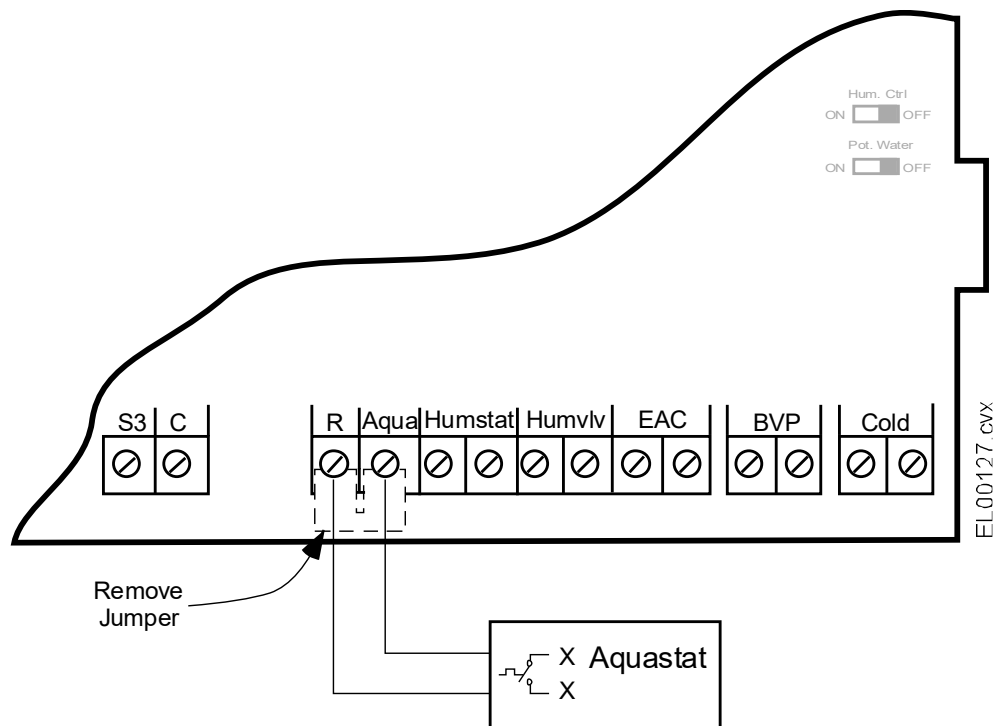 Hum. Ctrl
ON OFF
Pot. Water
ON OFF
S3 C R Aqua Humstat Humvlv EAC BVP Cold
EL00127.cvx
Remove
Jumper
X Aquastat
X